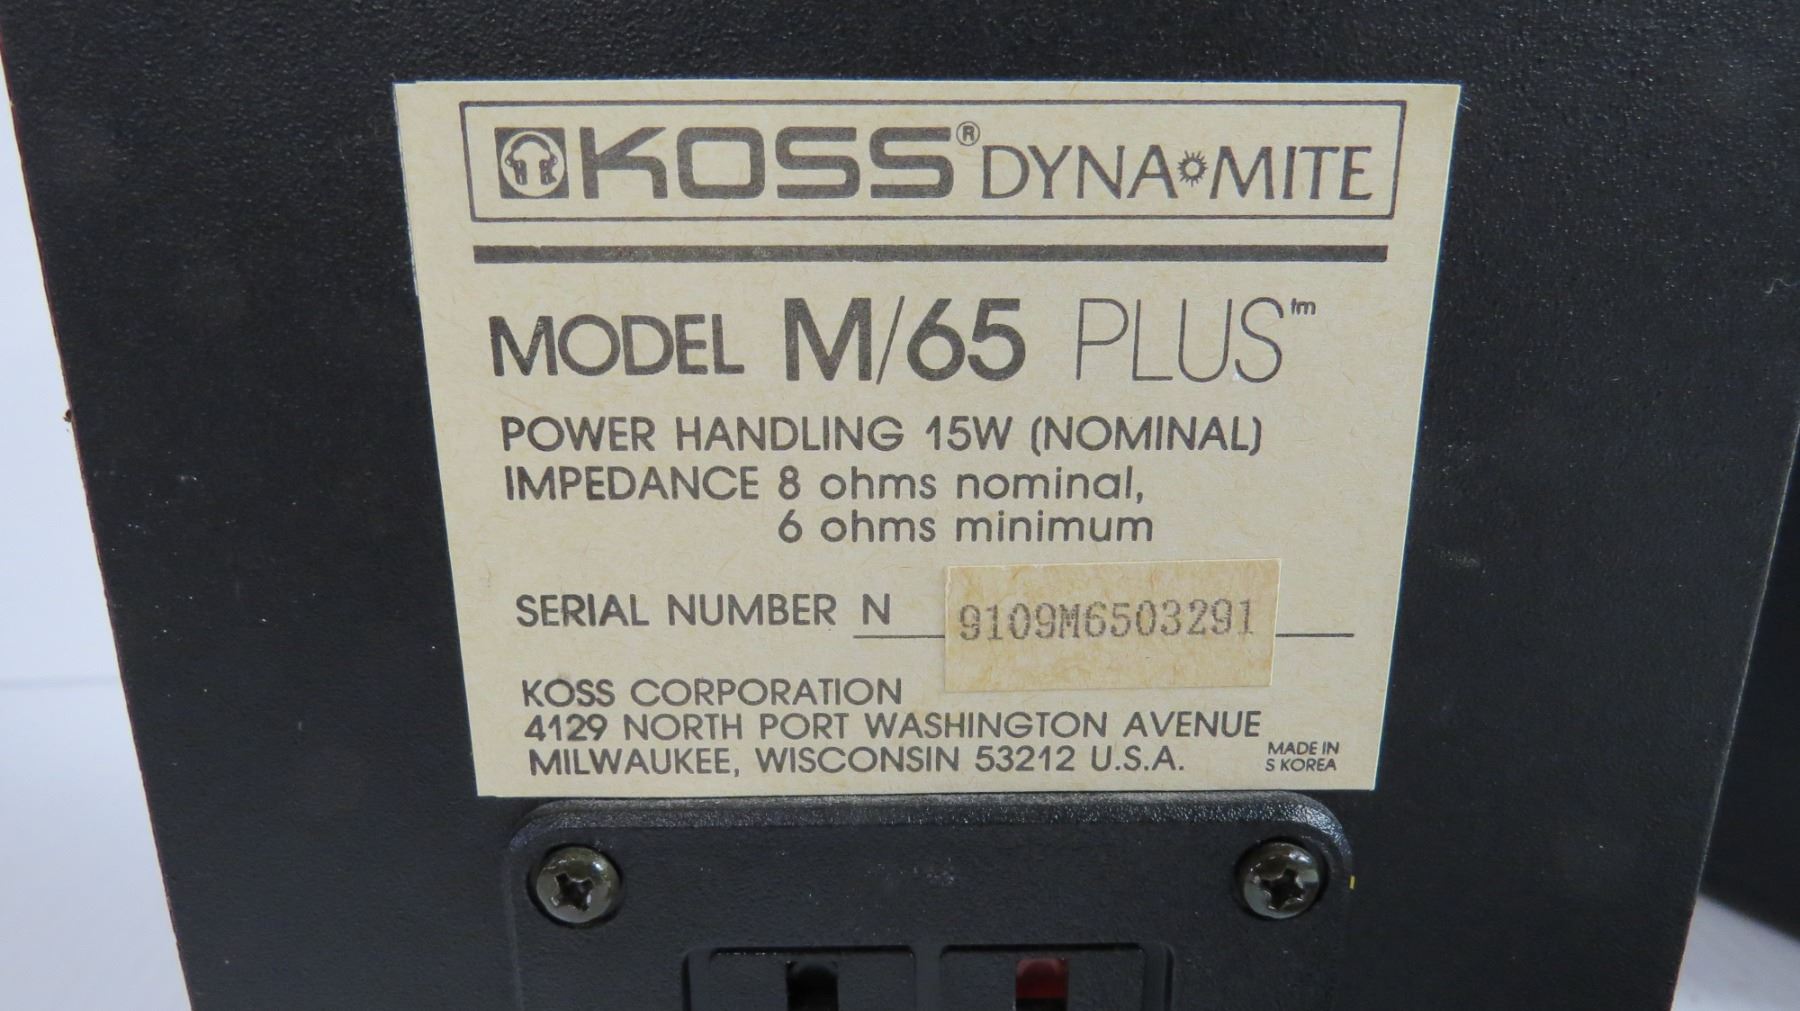 KOSS® DYNA MITE
MODEL M/65 PLUS™
POWER HANDLING 15W (NOMINAL)
IMPEDANCE 8 ohms nominal,
6 ohms minimum
SERIAL NUMBER N 9109M6503291
KOSS CORPORATION
4129 NORTH PORT WASHINGTON AVENUE
MILWAUKEE, WISCONSIN 53212 U.S.A.
MADE IN
S KOREA